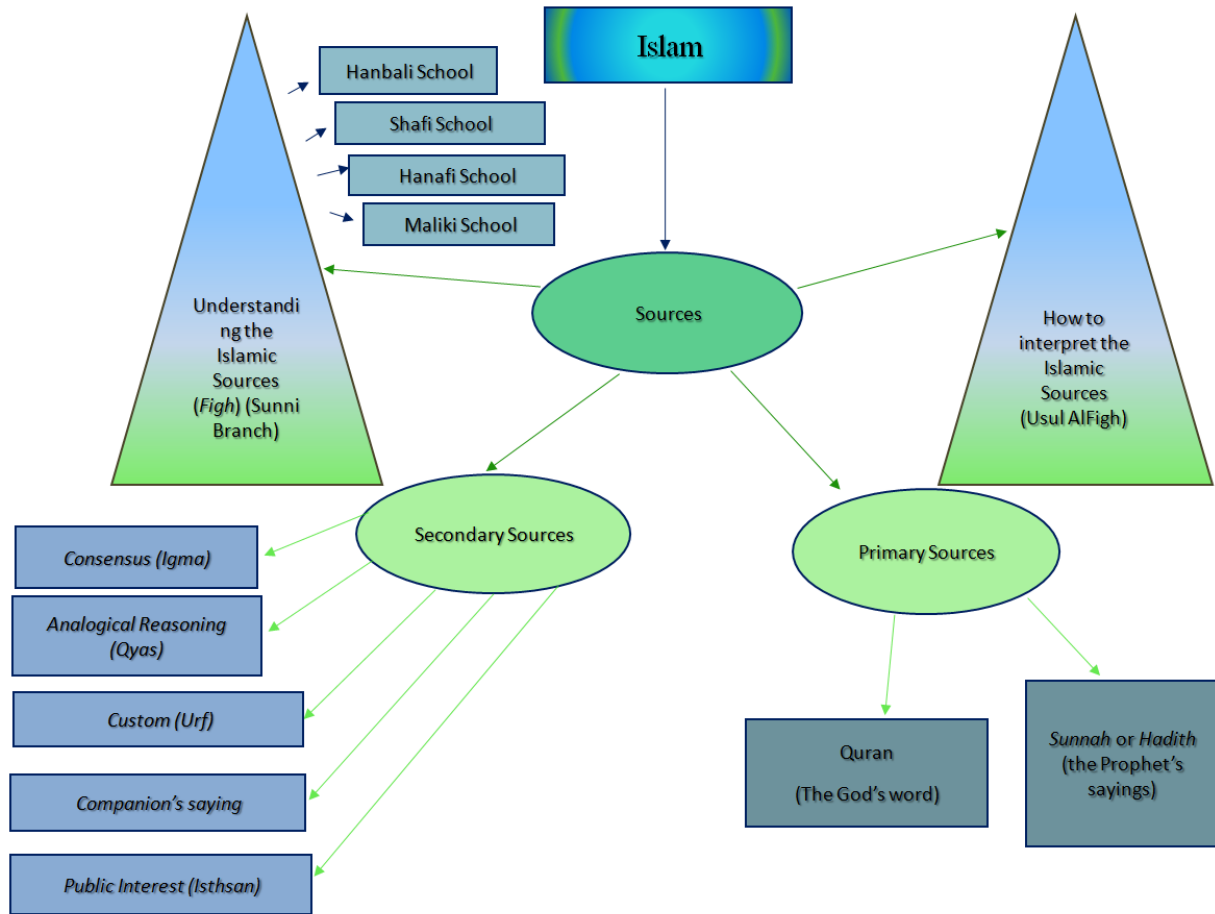 Islam
Hanbali School
Shafi School
Hanafi School
Maliki School
Sources
Understandi
ng the
Islamic
Sources
(Figh) (Sunni
Branch)
How to
interpret the
Islamic
Sources
(Usul AlFigh)
Secondary Sources
Primary Sources
Consensus (Igma)
Analogical Reasoning
(Qyas)
Custom (Urf)
Companion’s saying
Public Interest (Isthsan)
Quran
(The God’s word)
Sunnah or Hadith
(the Prophet’s
sayings)